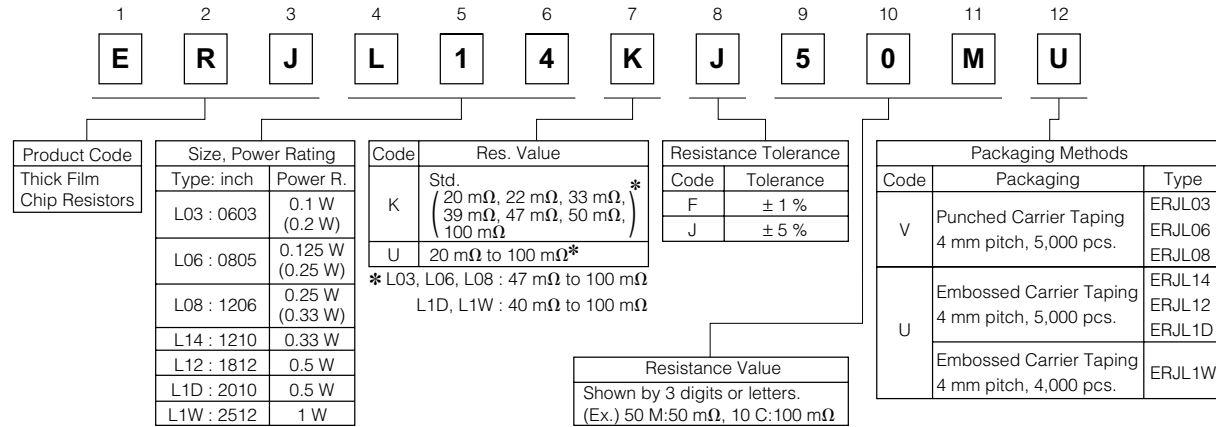 1 2 3 4 5 6 7 8 9 10 11 12
E R J L 1 4 K J 5 0 M U
Product Code
Thick Film
Chip Resistors
Size, Power Rating
Type: inch Power R.
L03 : 0603 0.1 W
(0.2 W)
L06 : 0805 0.125 W
(0.25 W)
L08 : 1206 0.25 W
(0.33 W)
L14 : 1210 0.33 W
L12 : 1812 0.5 W
L1D : 2010 0.5 W
L1W : 2512 1 W
Code Res. Value
K Std.
(20 mΩ, 22 mΩ, 33 mΩ,
39 mΩ, 47 mΩ, 50 mΩ,
100 mΩ)*
U 20 mΩ to 100 mΩ*
* L03, L06, L08 : 47 mΩ to 100 mΩ
L1D, L1W : 40 mΩ to 100 mΩ
Resistance Tolerance
Code Tolerance
F ± 1 %
J ± 5 %
Resistance Value
Shown by 3 digits or letters.
(Ex.) 50 M:50 mΩ, 10 C:100 mΩ
Packaging Methods
Code Packaging Type
V Punched Carrier Taping
4 mm pitch, 5,000 pcs.
ERJL03
ERJL06
ERJL08
U Embossed Carrier Taping
4 mm pitch, 5,000 pcs.
ERJL14
ERJL12
ERJL1D
Embossed Carrier Taping
4 mm pitch, 4,000 pcs.
ERJL1W